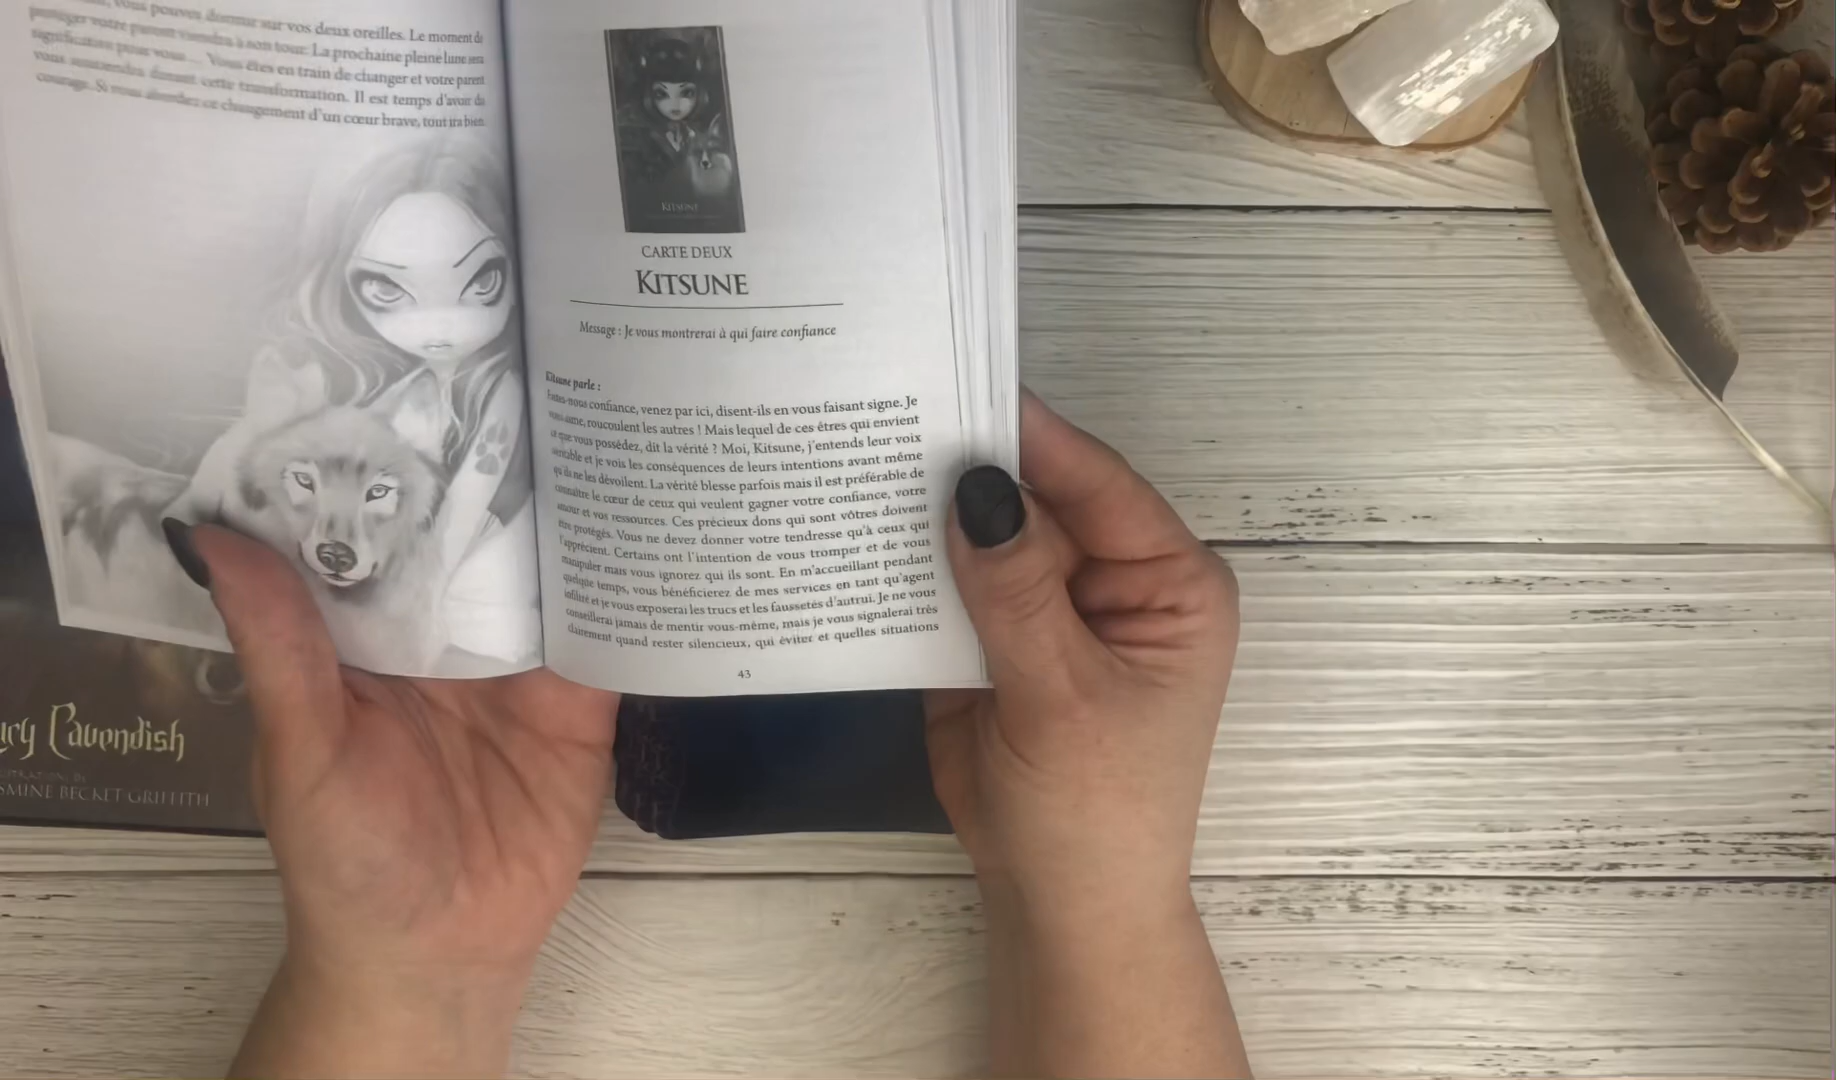 vous pouvez dormir sur vos deux oreilles. Le moment de
partager votre parent viendra à son tour. La prochaine pleine lune sera
significative pour vous... Vous êtes en train de changer et votre parent
vous durant cette transformation. Il est temps d'avoir du
courage. Si vous abordez ce changement d'un cœur brave, tout ira bien.
KITSUNE
CARTE DEUX
KITSUNE
Message : Je vous montrerai à qui faire confiance
Kitsune parle :
Faites-nous confiance, venez par ici, disent-ils en vous faisant signe. Je
vous aime, roucoulent les autres ! Mais lequel de ces êtres qui envient
ce que vous possédez, dit la vérité ? Moi, Kitsune, j'entends leur voix
véritable et je vois les conséquences de leurs intentions avant même
qu'ils ne les dévoilent. La vérité blesse parfois mais il est préférable de
connaître le cœur de ceux qui veulent gagner votre confiance, votre
amour et vos ressources. Ces précieux dons qui sont vôtres doivent
être protégés. Vous ne devez donner votre tendresse qu'à ceux qui
l'apprécient. Certains ont l'intention de vous tromper et de vous
manipuler mais vous ignorez qui ils sont. En m'accueillant pendant
quelque temps, vous bénéficierez de mes services en tant qu'agent
infiltré et je vous exposerai les trucs et les faussetés d'autrui. Je ne vous
conseillerai jamais de mentir vous-même, mais je vous signalerai très
clairement quand rester silencieux, qui éviter et quelles situations
43
Cavendish
BECKET-GRIFFITH